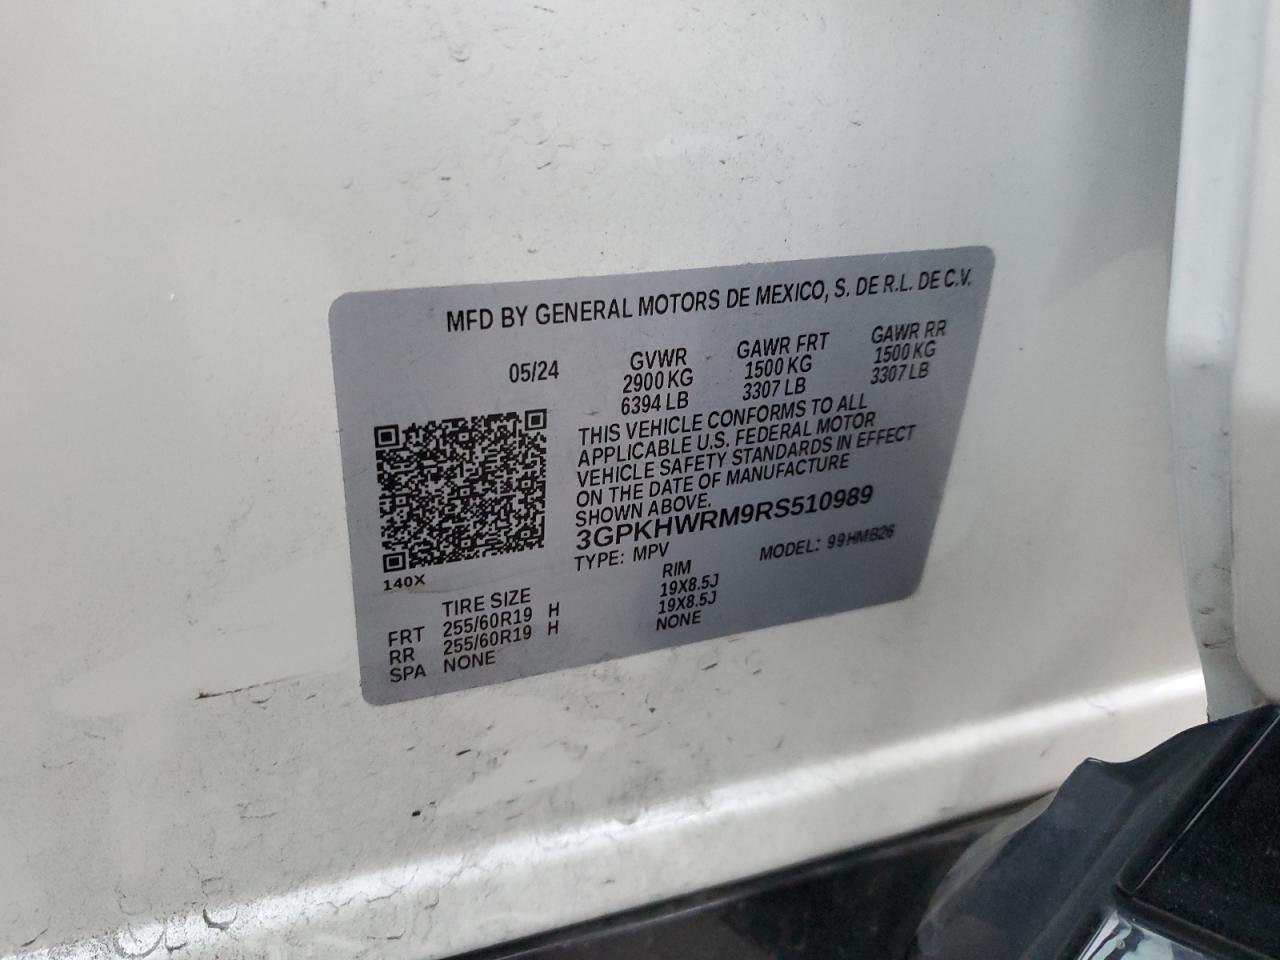 MFD BY GENERAL MOTORS DE MEXICO, S. DE R.L. DE C.V.
05/24 GVWR GAWR FRT GAWR RR
2900 KG 1500 KG 1500 KG
6394 LB 3307 LB 3307 LB
THIS VEHICLE CONFORMS TO ALL
APPLICABLE U.S. FEDERAL MOTOR
VEHICLE SAFETY STANDARDS IN EFFECT
ON THE DATE OF MANUFACTURE
SHOWN ABOVE.
3GPKHWRM9RS510989
TYPE: MPV MODEL: 99HMB26
140X
TIRE SIZE RIM
FRT 255/60R19 H 19X8.5J
RR 255/60R19 H 19X8.5J
SPA NONE NONE